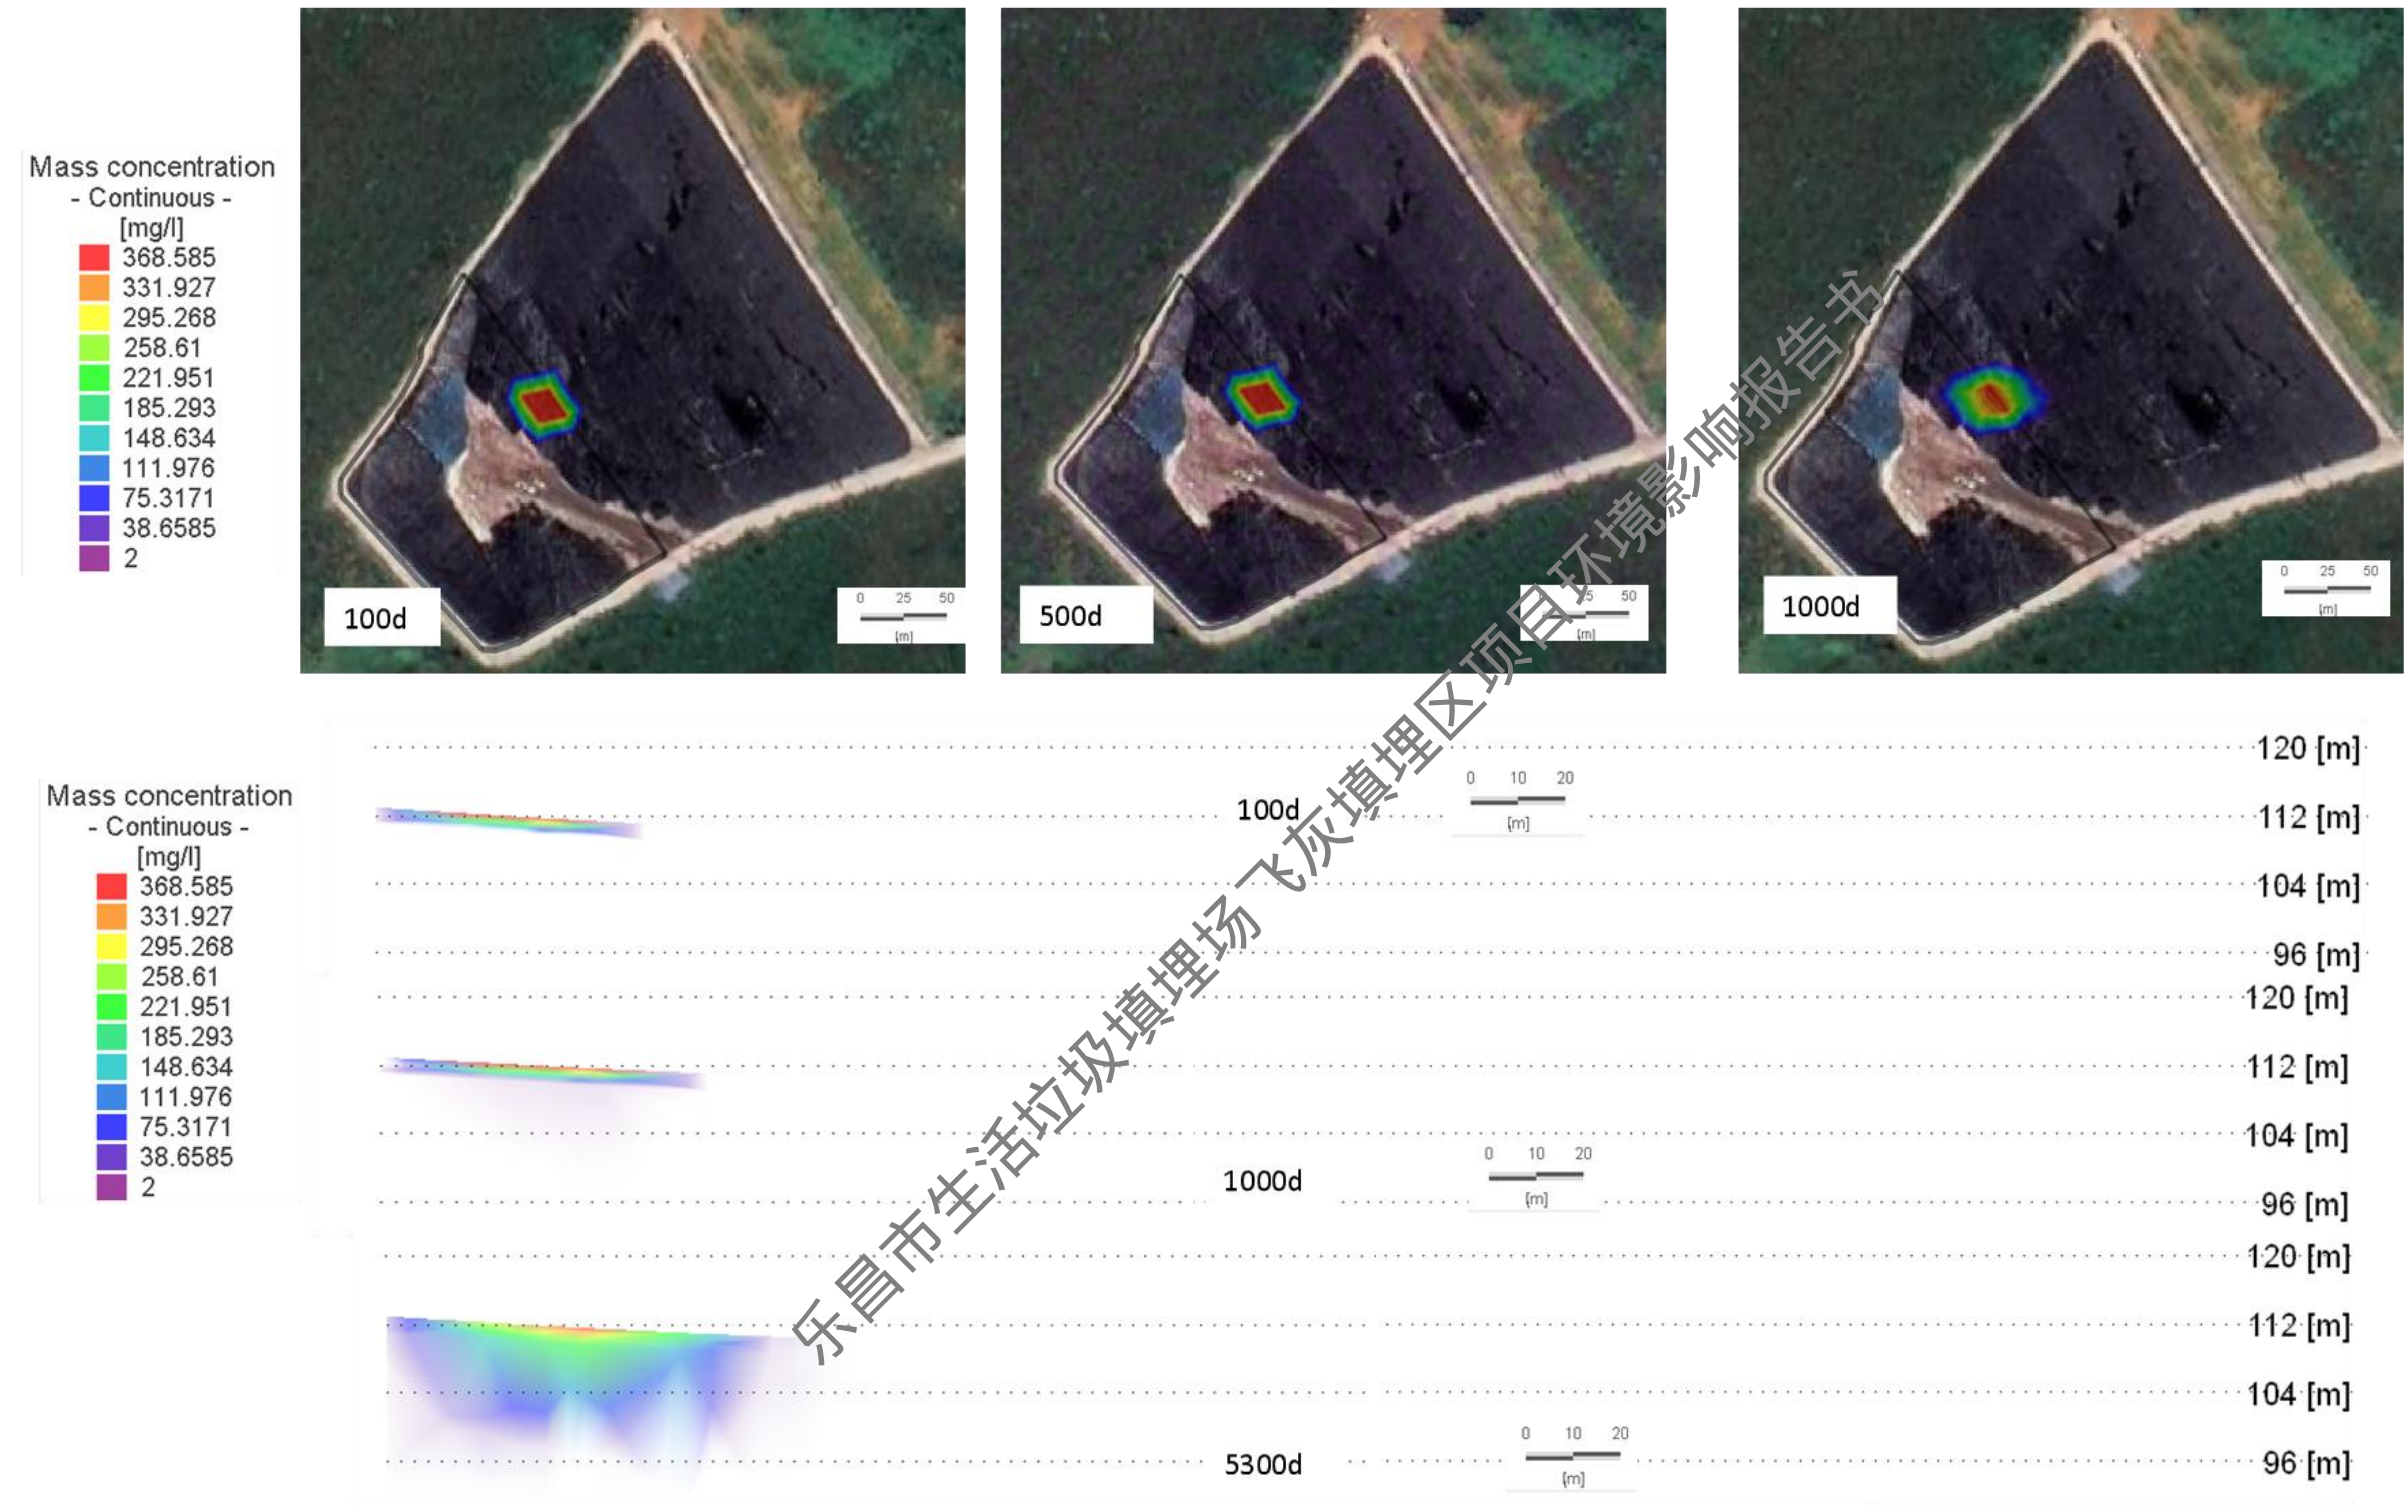 Mass concentration
- Continuous -
[mg/l]
368.585
331.927
295.268
258.61
221.951
185.293
148.634
111.976
75.3171
38.6585
2
100d
0 25 50
[m]
500d
25 50
[m]
1000d
0 25 50
[m]
Mass concentration
- Continuous -
[mg/l]
368.585
331.927
295.268
258.61
221.951
185.293
148.634
111.976
75.3171
38.6585
2
120 [m]
100d
0 10 20
[m]
112 [m]
104 [m]
96 [m]
120 [m]
112 [m]
104 [m]
1000d
0 10 20
[m]
96 [m]
120 [m]
112 [m]
104 [m]
5300d
0 10 20
[m]
96 [m]
乐昌市生活垃圾填埋场飞灰填埋区项目环境影响报告书